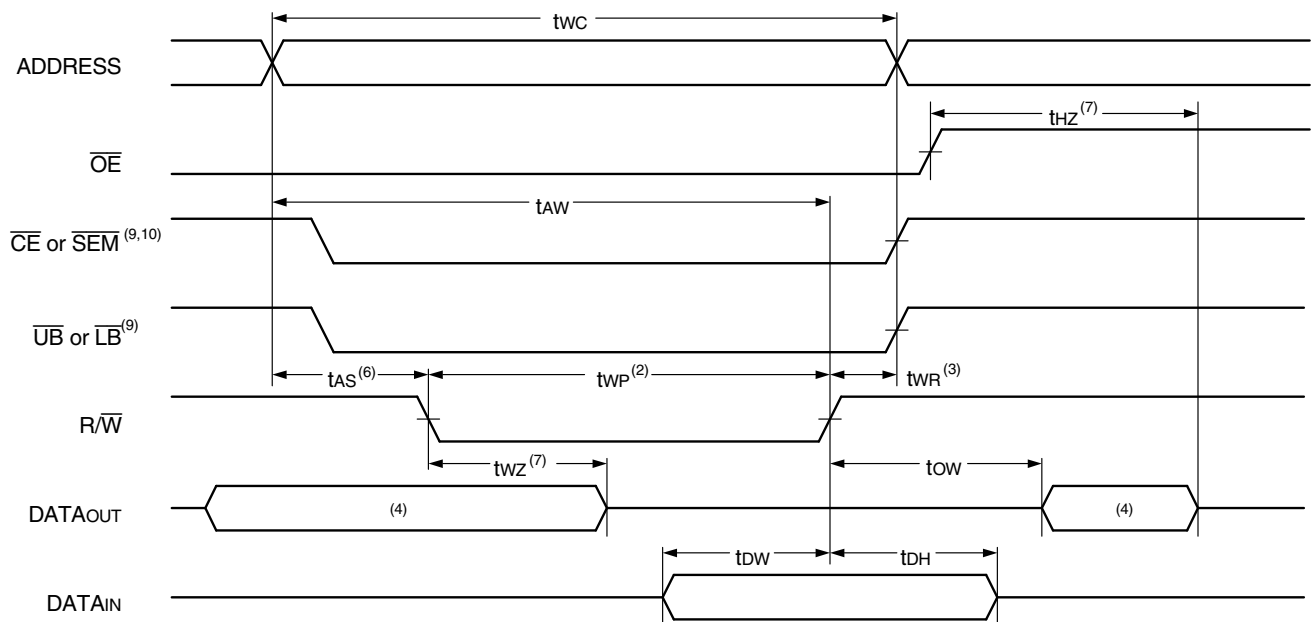 tWC
ADDRESS
tHZ(7)
OE
tAW
CE or SEM (9,10)
UB or LB(9)
tAS(6)
tWP(2)
tWR(3)
R/W
tWZ(7)
tOW
DATAOUT
(4)
(4)
tDW
tDH
DATAIN